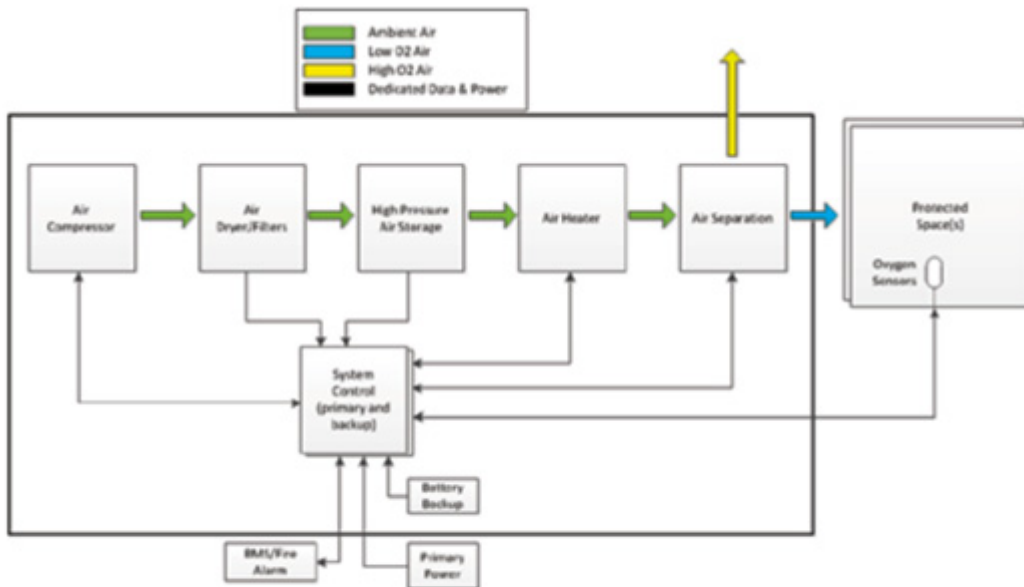 Ambient Air
Low O2 Air
High O2 Air
Dedicated Data & Power
Air
Compressor
Air
Dryer/Filters
High Pressure
Air Storage
Air Heater
Air Separation
Protected
Space(s)
Oxygen
Sensors
System
Control
(primary and
backup)
Battery
Backup
BMS/Fire
Alarm
Primary
Power